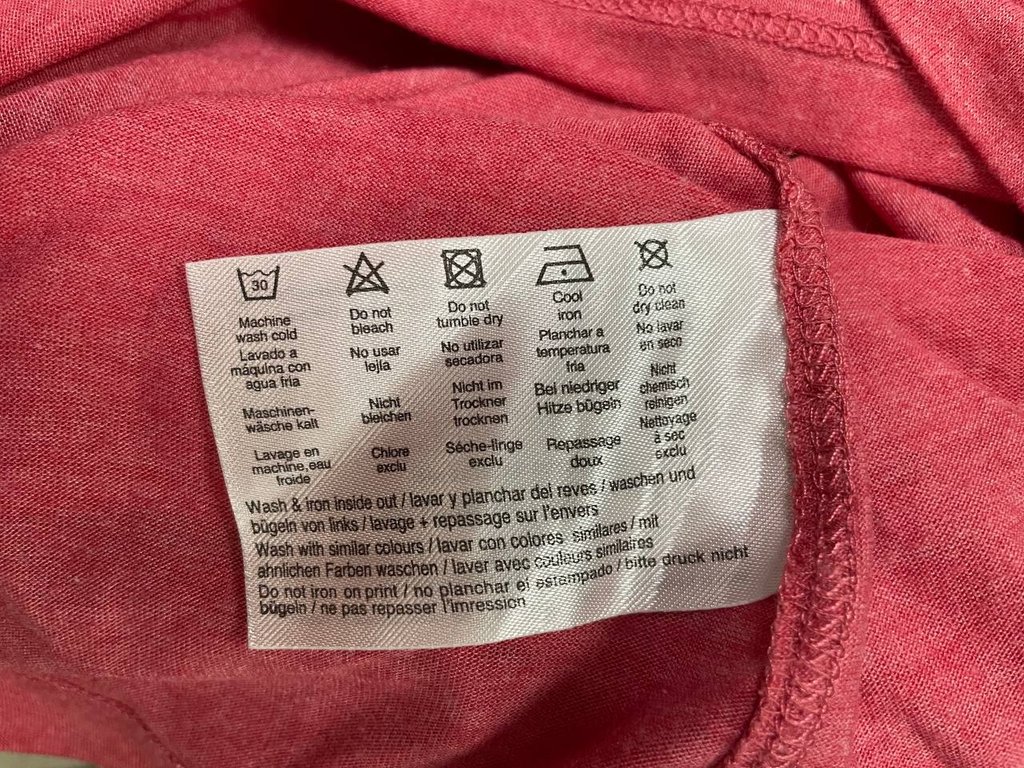 30
Machine
wash cold
Lavado a
máquina con
agua fria
Maschinen-
wäsche kalt
Lavage en
machine,eau
froide
Do not
bleach
No usar
lejia
Nicht
bleichen
Chlore
exclu
Do not
tumble dry
No utilizar
secadora
Nicht im
Trockner
trocknen
Séche-linge
exclu
Cool
iron
Planchar a
temperatura
fria
Bei niedriger
Hitze bügeln
Repassage
doux
Do not
dry clean
No lavar
en seco
Nicht
chemisch
reinigen
Nettoyage
à sec
exclu
Wash & iron inside out / lavar y planchar del reves / waschen und
bügeln von links / lavage + repassage sur l'envers
Wash with similar colours / lavar con colores similares / mit
ahnlichen Farben waschen / laver avec couleurs similaires
Do not iron on print / no planchar el estampado / bitte druck nicht
bügeln / ne pas repasser l'imression